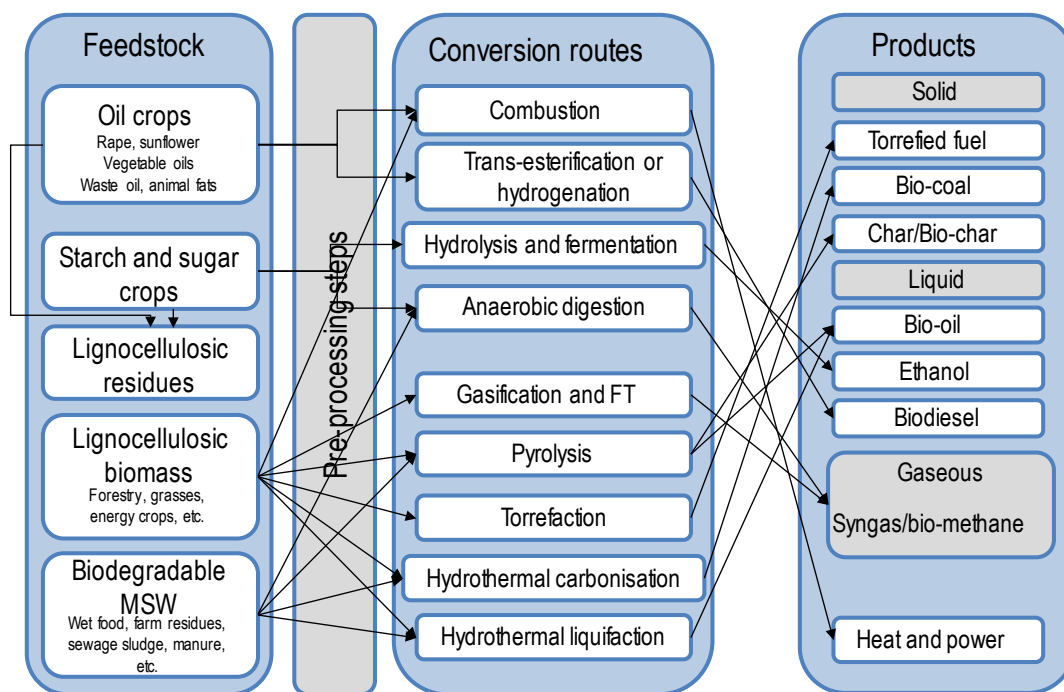 Feedstock
Oil crops
Rape, sunflower
Vegetable oils
Waste oil, animal fats
Starch and sugar
crops
Lignocellulosic
residues
Lignocellulosic
biomass
Forestry, grasses,
energy crops, etc.
Biodegradable
MSW
Wet food, farm residues,
sewage sludge, manure,
etc.
Pre-processing steps
Conversion routes
Combustion
Trans-esterification or
hydrogenation
Hydrolysis and fermentation
Anaerobic digestion
Gasification and FT
Pyrolysis
Torrefaction
Hydrothermal carbonisation
Hydrothermal liquifaction
Products
Solid
Torrefied fuel
Bio-coal
Char/Bio-char
Liquid
Bio-oil
Ethanol
Biodiesel
Gaseous
Syngas/bio-methane
Heat and power